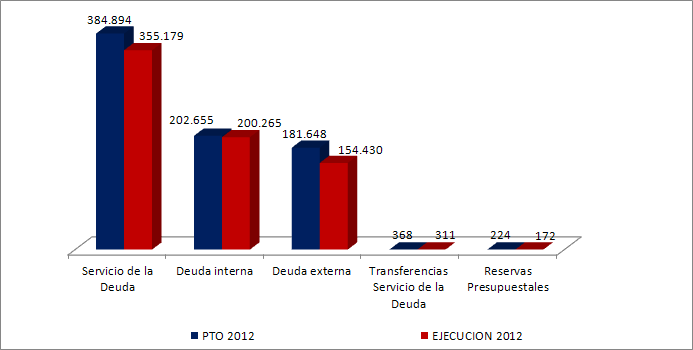 384.894
355.179
202.655
200.265
181.648
154.430
368
311
224
172
Servicio de la
Deuda
Deuda interna
Deuda externa
Transferencias
Servicio de la
Deuda
Reservas
Presupuestales
PTO 2012
EJECUCION 2012